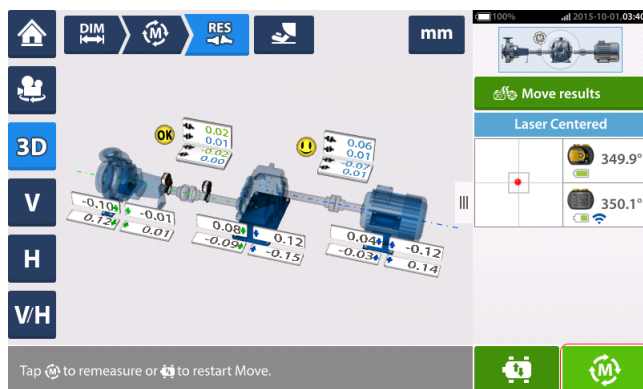 DIM M RES mm
100% 2015-10-01, 03:40
M
Move results
Laser Centered
349.9°
350.1°
3D
V
H
V/H
OK
0.02
0.01
-0.02
0.00
0.06
0.01
-0.07
0.01
-0.10 -0.01
0.12 0.01
0.08 0.12
-0.09 -0.15
0.04 -0.12
-0.03 0.14
Tap M to remeasure or to restart Move.
M